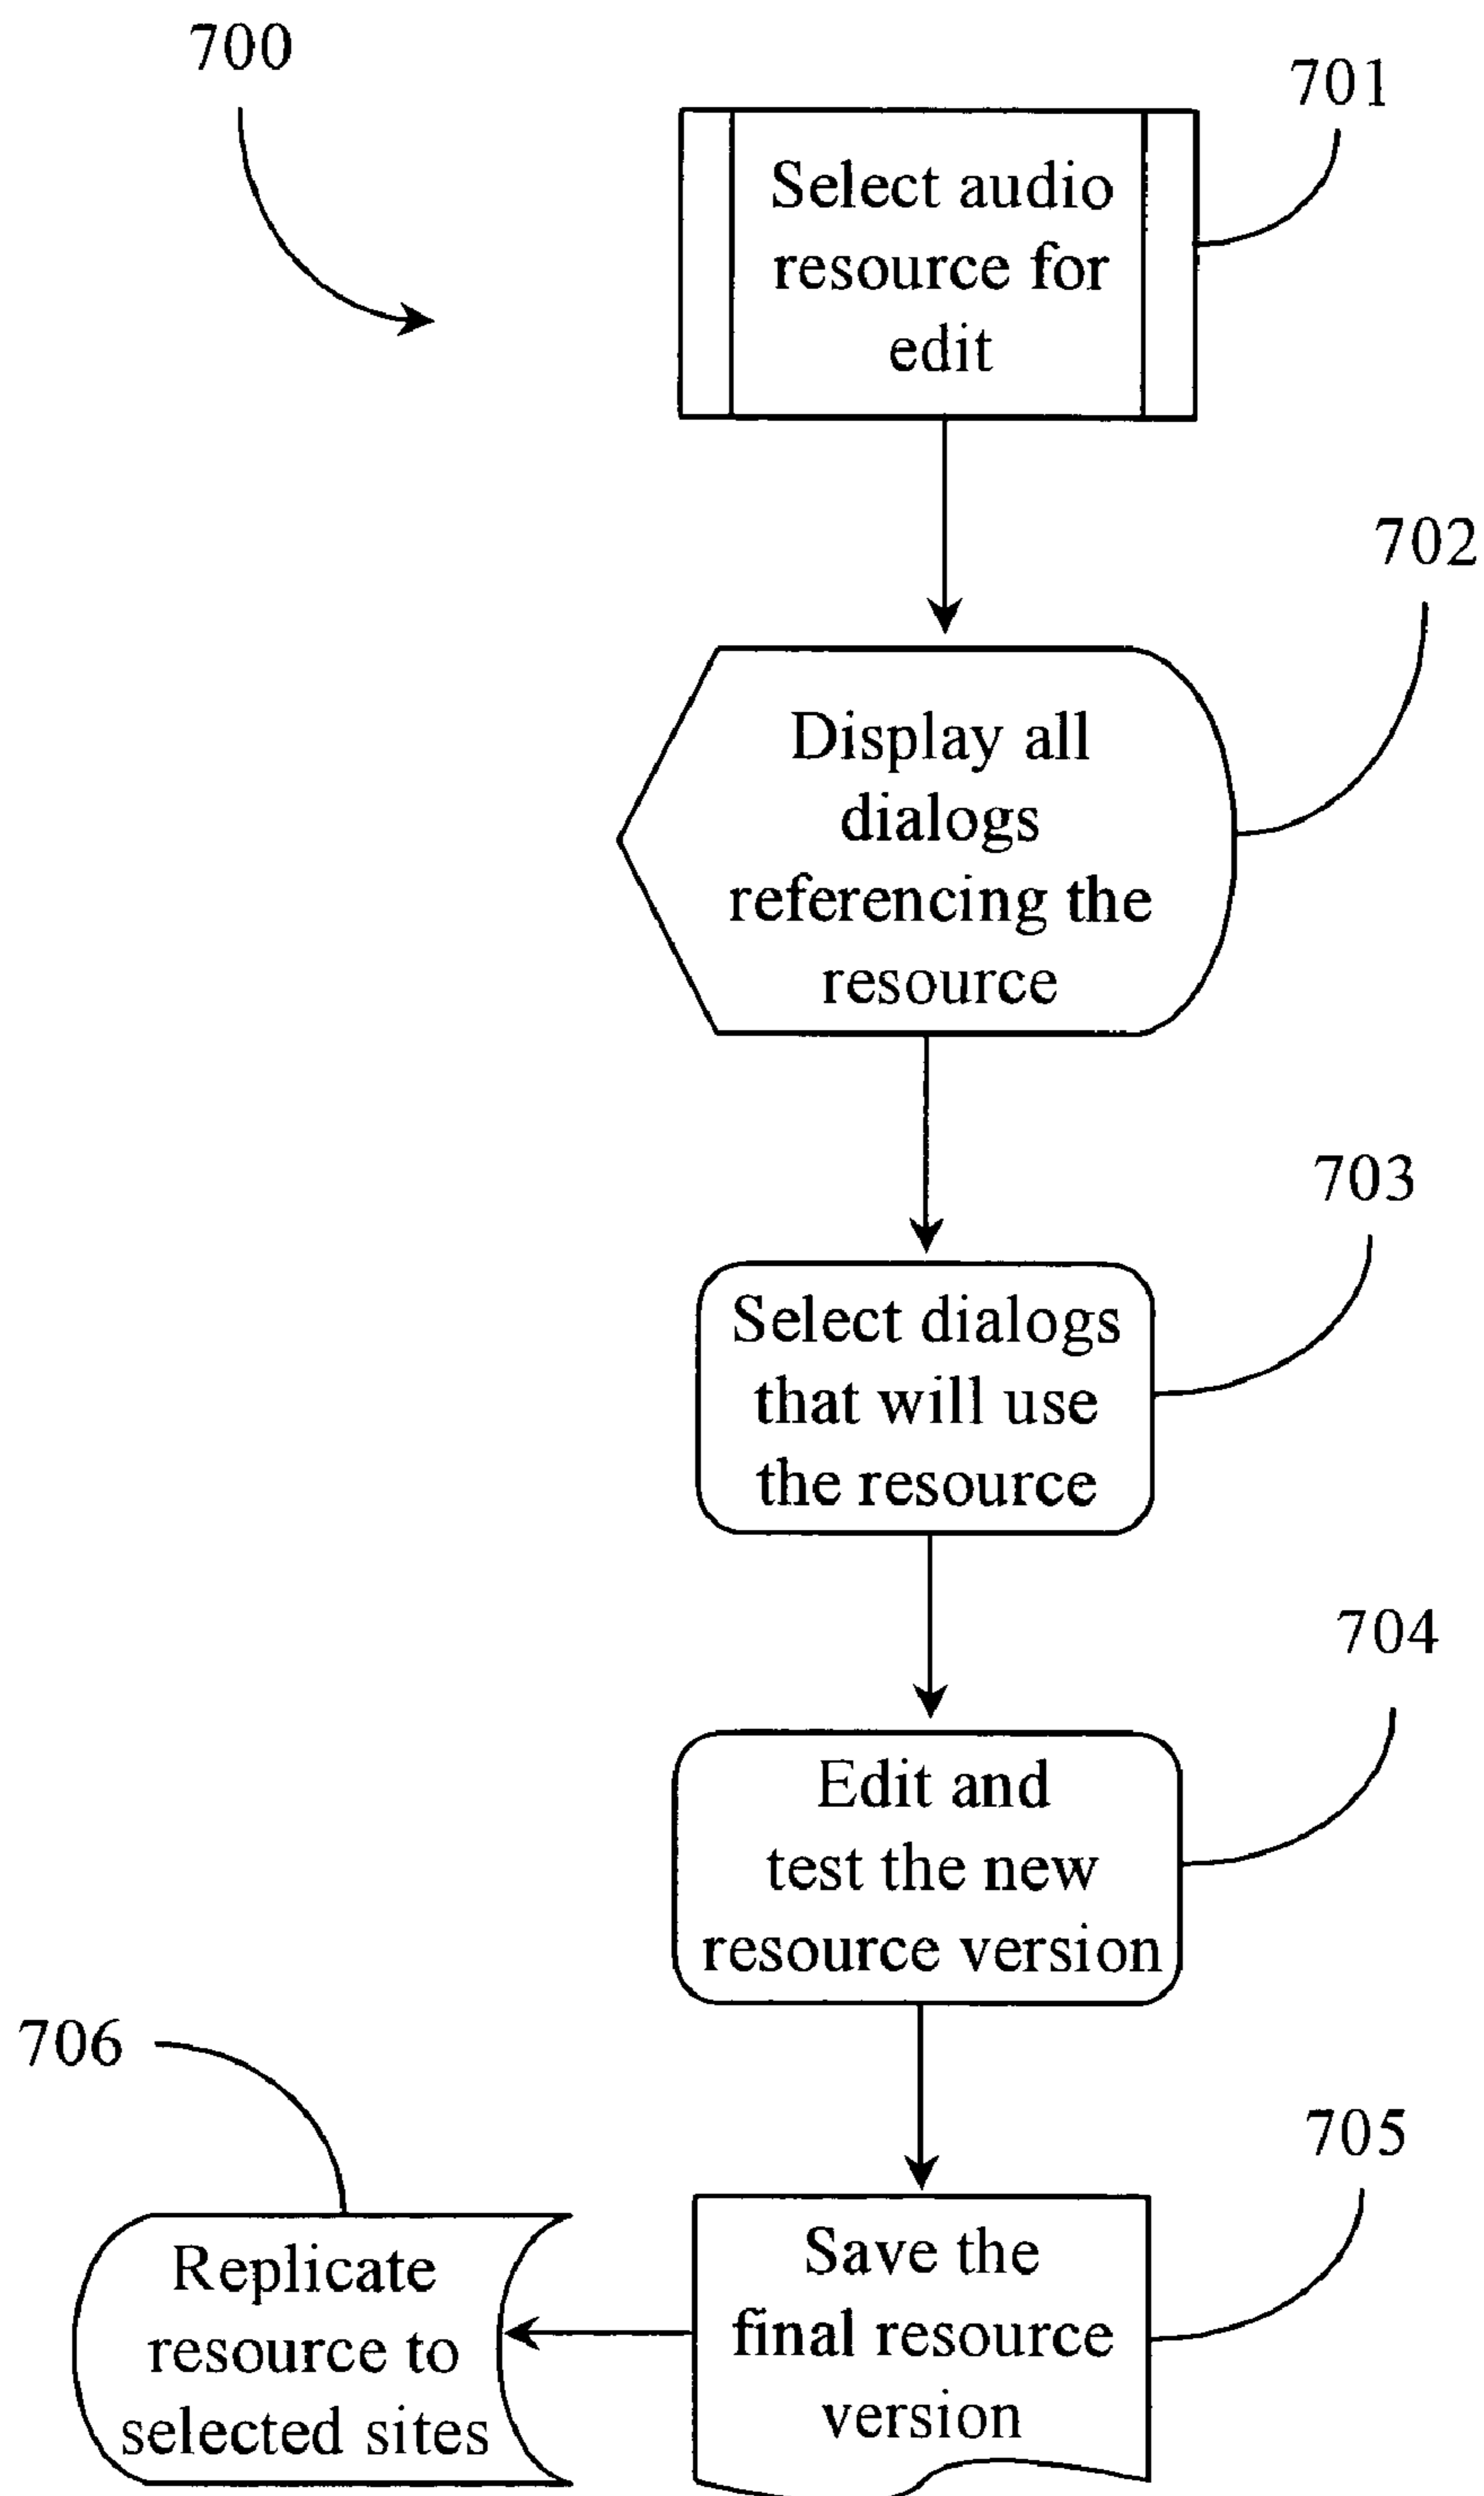 700
701
Select audio
resource for
edit
702
Display all
dialogs
referencing the
resource
703
Select dialogs
that will use
the resource
704
Edit and
test the new
resource version
705
Save the
final resource
version
706
Replicate
resource to
selected sites